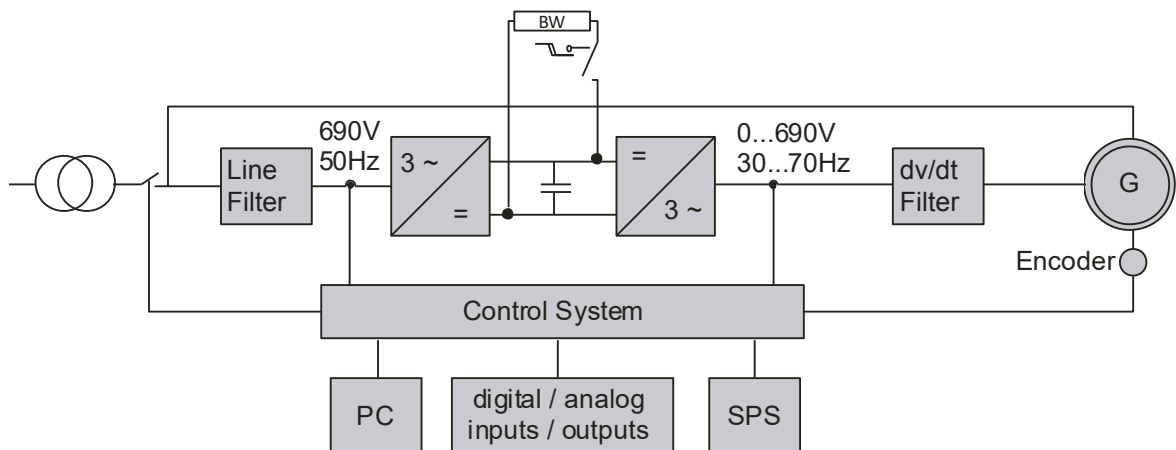 BW
690V
50Hz
0...690V
30...70Hz
Line
Filter
3 ~
=
=
3 ~
dv/dt
Filter
G
Encoder
Control System
PC
digital / analog
inputs / outputs
SPS